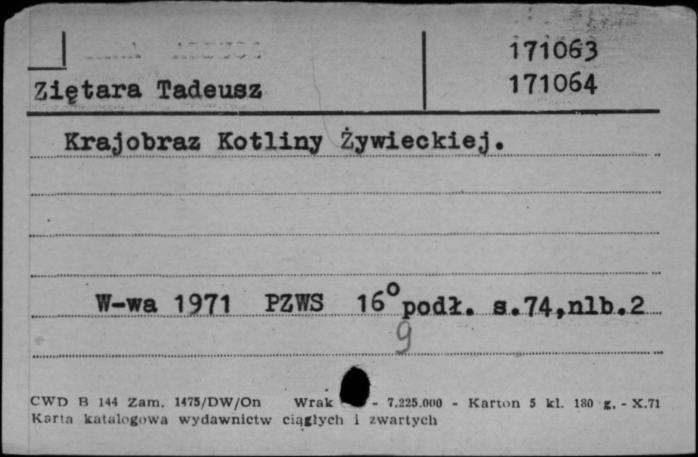 171063
Ziętara Tadeusz 171064
Krajobraz Kotliny Żywieckiej.
W-wa 1971 PZWS 16° podł. s.74,nlb.2
9
CWD B 144 Zam. 1475/DW/On Wrak - 7.225.000 - Karton 5 kl. 180 g. - X.71
Karta katalogowa wydawnictw ciągłych i zwartych